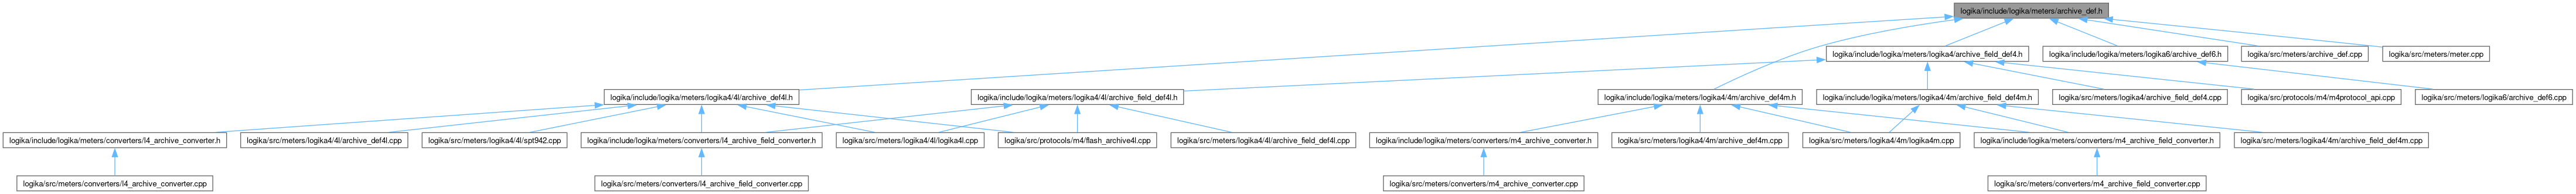 logika/include/logika/meters/archive_def.h
logika/include/logika/meters/logika4/archive_field_def4.h
logika/include/logika/meters/logika6/archive_def6.h
logika/src/meters/archive_def.cpp
logika/src/meters/meter.cpp
logika/include/logika/meters/logika4/4l/archive_def4l.h
logika/include/logika/meters/logika4/4l/archive_field_def4l.h
logika/include/logika/meters/logika4/4m/archive_def4m.h
logika/include/logika/meters/logika4/4m/archive_field_def4m.h
logika/src/meters/logika4/archive_field_def4.cpp
logika/src/protocols/m4/m4protocol_api.cpp
logika/src/meters/logika6/archive_def6.cpp
logika/include/logika/meters/converters/l4_archive_converter.h
logika/src/meters/logika4/4l/archive_def4l.cpp
logika/src/meters/logika4/4l/spt942.cpp
logika/include/logika/meters/converters/l4_archive_field_converter.h
logika/src/meters/logika4/4l/logika4l.cpp
logika/src/protocols/m4/flash_archive4l.cpp
logika/src/meters/logika4/4l/archive_field_def4l.cpp
logika/include/logika/meters/converters/m4_archive_converter.h
logika/src/meters/logika4/4m/archive_def4m.cpp
logika/src/meters/logika4/4m/logika4m.cpp
logika/include/logika/meters/converters/m4_archive_field_converter.h
logika/src/meters/logika4/4m/archive_field_def4m.cpp
logika/src/meters/converters/l4_archive_converter.cpp
logika/src/meters/converters/l4_archive_field_converter.cpp
logika/src/meters/converters/m4_archive_converter.cpp
logika/src/meters/converters/m4_archive_field_converter.cpp